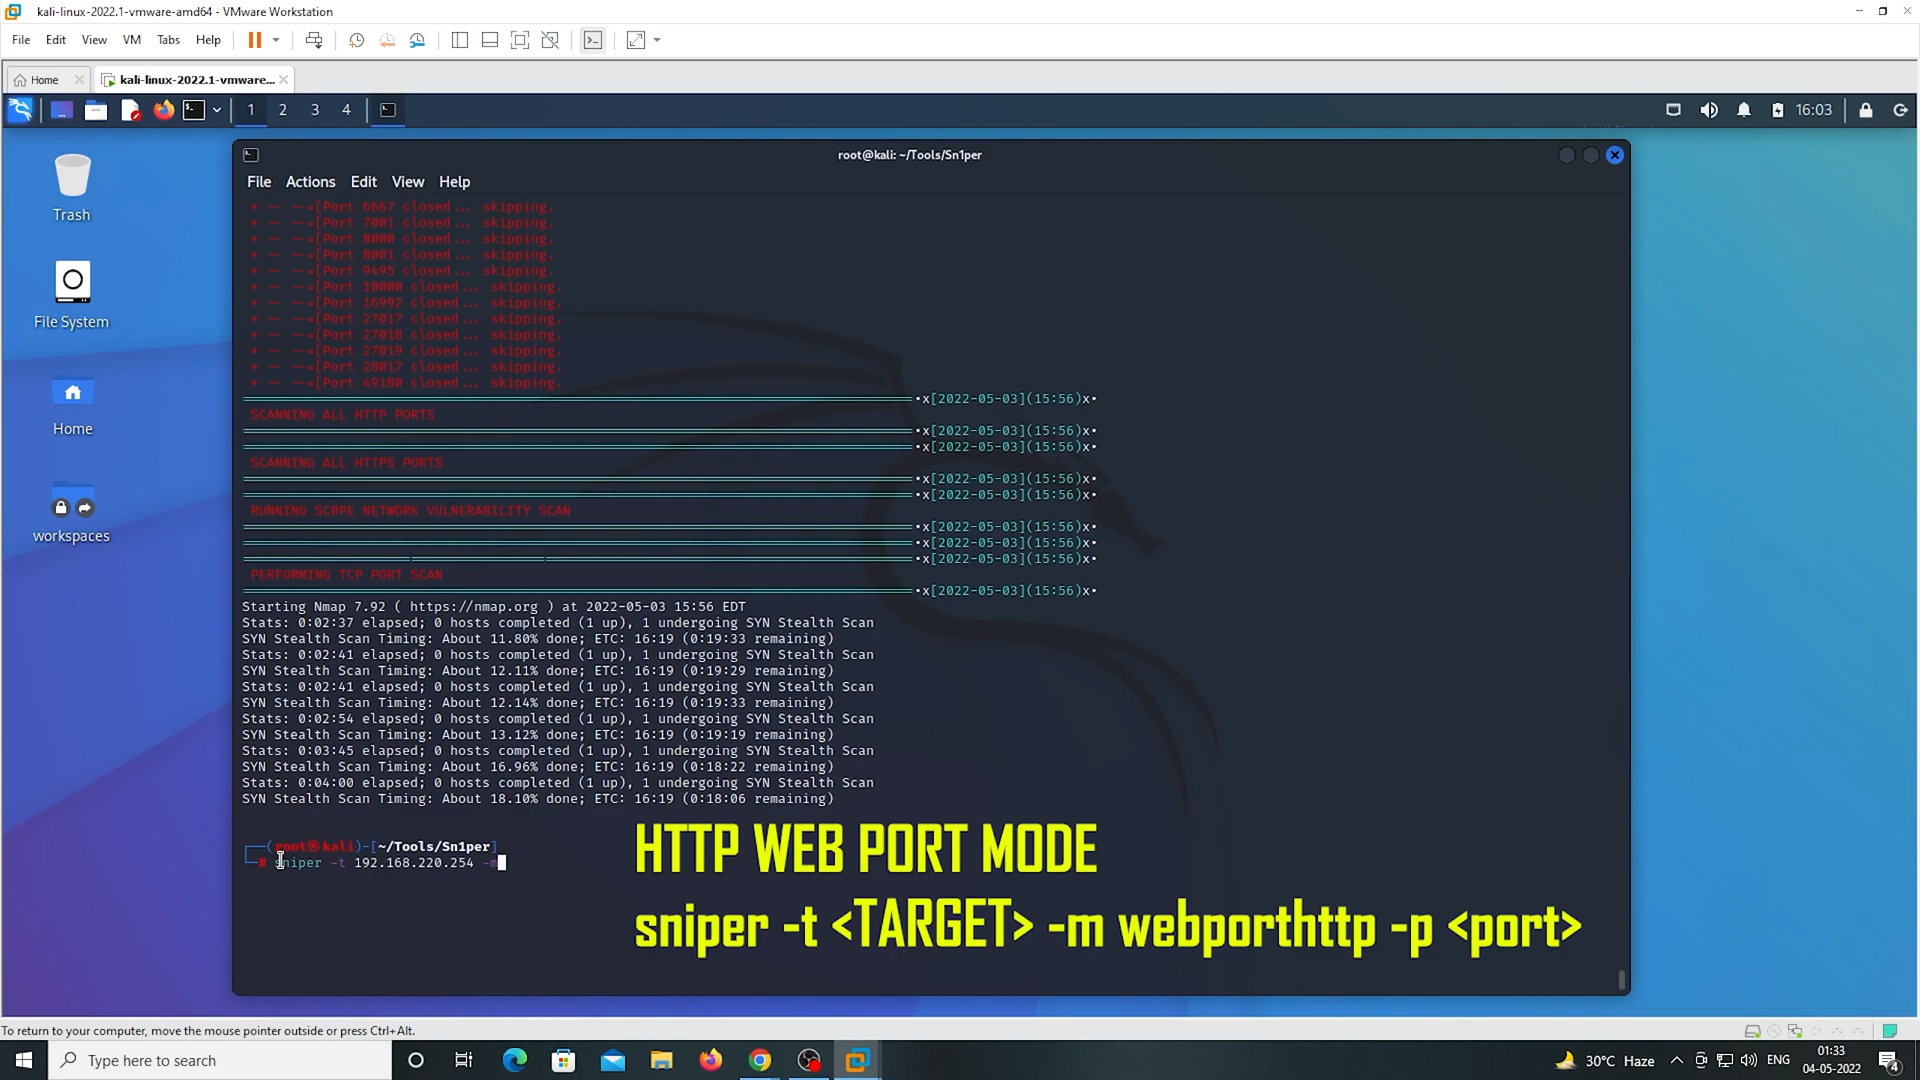 kali-linux-2022.1-vmware-amd64 - VMware Workstation
File Edit View VM Tabs Help
Home kali-linux-2022.1-vmware...
1 2 3 4 16:03
Trash
File System
Home
workspaces
root@kali: ~/Tools/Sn1per
File Actions Edit View Help
+ -- --=[Port 6667 closed... skipping.
+ -- --=[Port 7001 closed... skipping.
+ -- --=[Port 8000 closed... skipping.
+ -- --=[Port 8001 closed... skipping.
+ -- --=[Port 9495 closed... skipping.
+ -- --=[Port 10000 closed... skipping.
+ -- --=[Port 16992 closed... skipping.
+ -- --=[Port 27017 closed... skipping.
+ -- --=[Port 27018 closed... skipping.
+ -- --=[Port 27019 closed... skipping.
+ -- --=[Port 28017 closed... skipping.
+ -- --=[Port 49180 closed... skipping.
•x[2022-05-03](15:56)x•
SCANNING ALL HTTP PORTS
•x[2022-05-03](15:56)x•
•x[2022-05-03](15:56)x•
SCANNING ALL HTTPS PORTS
•x[2022-05-03](15:56)x•
•x[2022-05-03](15:56)x•
RUNNING SC0PE NETWORK VULNERABILITY SCAN
•x[2022-05-03](15:56)x•
•x[2022-05-03](15:56)x•
•x[2022-05-03](15:56)x•
PERFORMING TCP PORT SCAN
•x[2022-05-03](15:56)x•
Starting Nmap 7.92 ( https://nmap.org ) at 2022-05-03 15:56 EDT
Stats: 0:02:37 elapsed; 0 hosts completed (1 up), 1 undergoing SYN Stealth Scan
SYN Stealth Scan Timing: About 11.80% done; ETC: 16:19 (0:19:33 remaining)
Stats: 0:02:41 elapsed; 0 hosts completed (1 up), 1 undergoing SYN Stealth Scan
SYN Stealth Scan Timing: About 12.11% done; ETC: 16:19 (0:19:29 remaining)
Stats: 0:02:41 elapsed; 0 hosts completed (1 up), 1 undergoing SYN Stealth Scan
SYN Stealth Scan Timing: About 12.14% done; ETC: 16:19 (0:19:33 remaining)
Stats: 0:02:54 elapsed; 0 hosts completed (1 up), 1 undergoing SYN Stealth Scan
SYN Stealth Scan Timing: About 13.12% done; ETC: 16:19 (0:19:19 remaining)
Stats: 0:03:45 elapsed; 0 hosts completed (1 up), 1 undergoing SYN Stealth Scan
SYN Stealth Scan Timing: About 16.96% done; ETC: 16:19 (0:18:22 remaining)
Stats: 0:04:00 elapsed; 0 hosts completed (1 up), 1 undergoing SYN Stealth Scan
SYN Stealth Scan Timing: About 18.10% done; ETC: 16:19 (0:18:06 remaining)
┌──(root㉿kali)-[~/Tools/Sn1per]
└─# sniper -t 192.168.220.254 -m
HTTP WEB PORT MODE
sniper -t <TARGET> -m webporthttp -p <port>
To return to your computer, move the mouse pointer outside or press Ctrl+Alt.
Type here to search
30°C Haze
ENG
01:33
04-05-2022
4